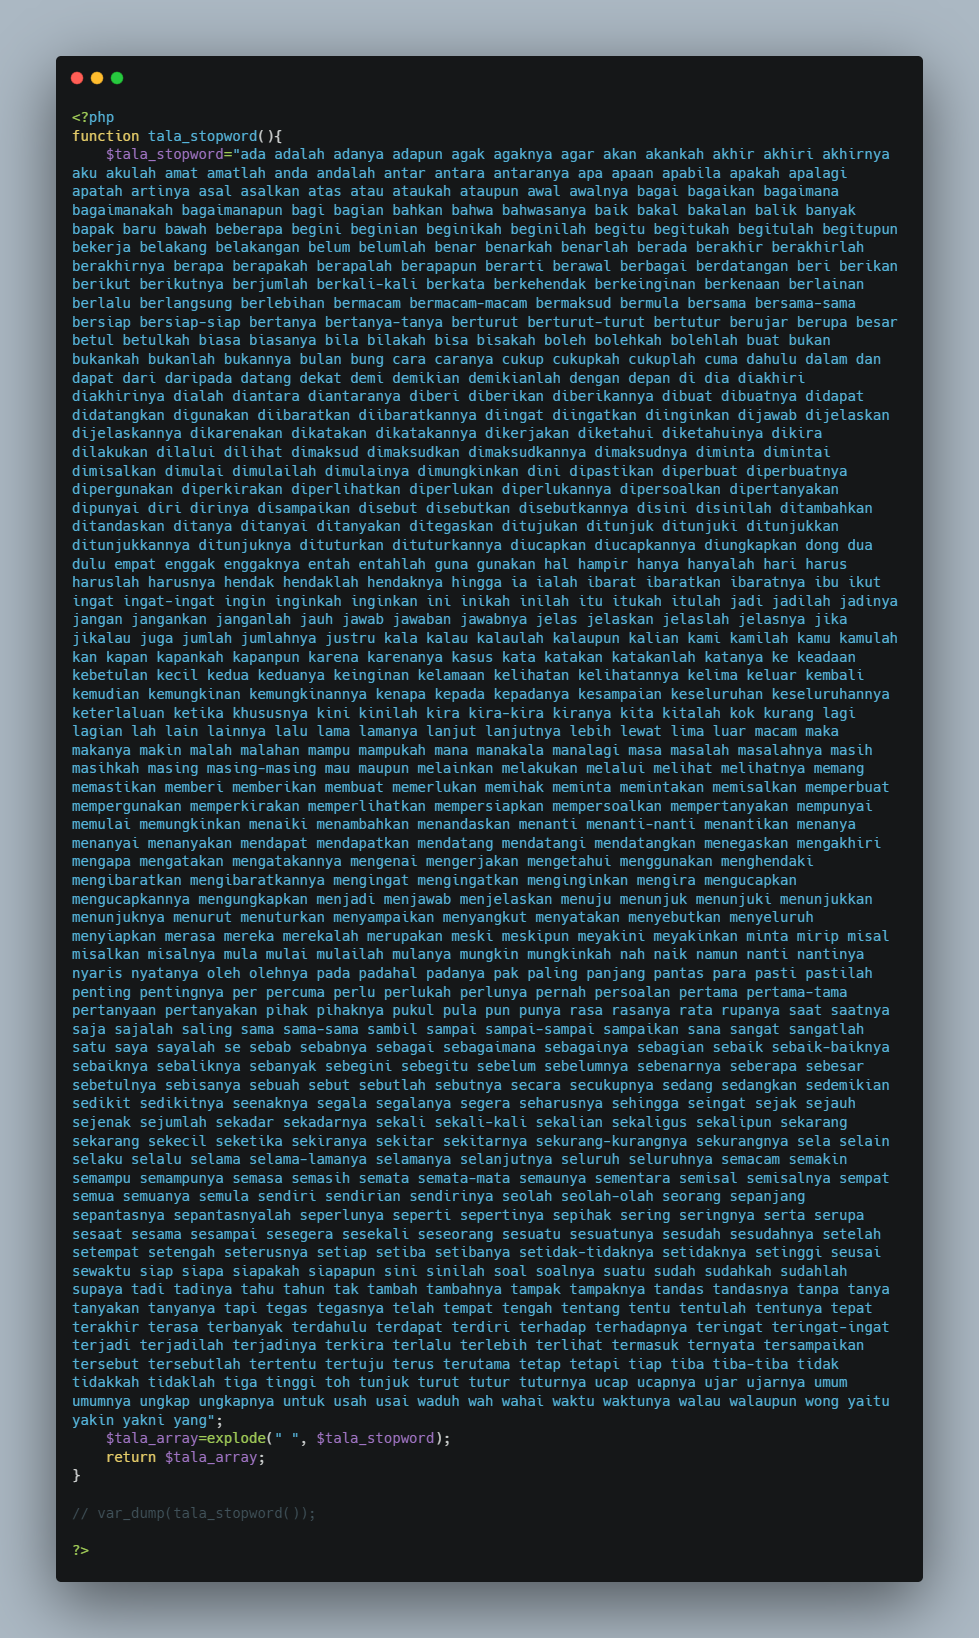 <?php
function tala_stopword(){
    $tala_stopword="ada adalah adanya adapun agak agaknya agar akan akankah akhir akhiri akhirnya
aku akulah amat amatlah anda andalah antar antara antaranya apa apaan apabila apakah apalagi
apatah artinya asal asalkan atas atau ataukah ataupun awal awalnya bagai bagaikan bagaimana
bagaimanakah bagaimanapun bagi bagian bahkan bahwa bahwasanya baik bakal bakalan balik banyak
bapak baru bawah beberapa begini beginian beginikah beginilah begitu begitukah begitulah begitupun
bekerja belakang belakangan belum belumlah benar benarkah benarlah berada berakhir berakhirlah
berakhirnya berapa berapakah berapalah berapapun berarti berawal berbagai berdatangan beri berikan
berikut berikutnya berjumlah berkali-kali berkata berkehendak berkeinginan berkenaan berlainan
berlalu berlangsung berlebihan bermacam bermacam-macam bermaksud bermula bersama bersama-sama
bersiap bersiap-siap bertanya bertanya-tanya berturut berturut-turut bertutur berujar berupa besar
betul betulkah biasa biasanya bila bilakah bisa bisakah boleh bolehkah bolehlah buat bukan
bukankah bukanlah bukannya bulan bung cara caranya cukup cukupkah cukuplah cuma dahulu dalam dan
dapat dari daripada datang dekat demi demikian demikianlah dengan depan di dia diakhiri
diakhirinya dialah diantara diantaranya diberi diberikan diberikannya dibuat dibuatnya didapat
didatangkan digunakan diibaratkan diibaratkannya diingat diingatkan diinginkan dijawab dijelaskan
dijelaskannya dikarenakan dikatakan dikatakannya dikerjakan diketahui diketahuinya dikira
dilakukan dilalui dilihat dimaksud dimaksudkan dimaksudkannya dimaksudnya diminta dimintai
dimisalkan dimulai dimulailah dimulainya dimungkinkan dini dipastikan diperbuat diperbuatnya
dipergunakan diperkirakan diperlihatkan diperlukan diperlukannya dipersoalkan dipertanyakan
dipunyai diri dirinya disampaikan disebut disebutkan disebutkannya disini disinilah ditambahkan
ditandaskan ditanya ditanyai ditanyakan ditegaskan ditujukan ditunjuk ditunjuki ditunjukkan
ditunjukkannya ditunjuknya dituturkan dituturkannya diucapkan diucapkannya diungkapkan dong dua
dulu empat enggak enggaknya entah entahlah guna gunakan hal hampir hanya hanyalah hari harus
haruslah harusnya hendak hendaklah hendaknya hingga ia ialah ibarat ibaratkan ibaratnya ibu ikut
ingat ingat-ingat ingin inginkah inginkan ini inikah inilah itu itukah itulah jadi jadilah jadinya
jangan jangankan janganlah jauh jawab jawaban jawabnya jelas jelaskan jelaslah jelasnya jika
jikalau juga jumlah jumlahnya justru kala kalau kalaulah kalaupun kalian kami kamilah kamu kamulah
kan kapan kapankah kapanpun karena karenanya kasus kata katakan katakanlah katanya ke keadaan
kebetulan kecil kedua keduanya keinginan kelamaan kelihatan kelihatannya kelima keluar kembali
kemudian kemungkinan kemungkinannya kenapa kepada kepadanya kesampaian keseluruhan keseluruhannya
keterlaluan ketika khususnya kini kinilah kira kira-kira kiranya kita kitalah kok kurang lagi
lagian lah lain lainnya lalu lama lamanya lanjut lanjutnya lebih lewat lima luar macam maka
makanya makin malah malahan mampu mampukah mana manakala manalagi masa masalah masalahnya masih
masihkah masing masing-masing mau maupun melainkan melakukan melalui melihat melihatnya memang
memastikan memberi memberikan membuat memerlukan memihak meminta memintakan memisalkan memperbuat
mempergunakan memperkirakan memperlihatkan mempersiapkan mempersoalkan mempertanyakan mempunyai
memulai memungkinkan menaiki menambahkan menandaskan menanti menanti-nanti menantikan menanya
menanyai menanyakan mendapat mendapatkan mendatang mendatangi mendatangkan menegaskan mengakhiri
mengapa mengatakan mengatakannya mengenai mengerjakan mengetahui menggunakan menghendaki
mengibaratkan mengibaratkannya mengingat mengingatkan menginginkan mengira mengucapkan
mengucapkannya mengungkapkan menjadi menjawab menjelaskan menuju menunjuk menunjuki menunjukkan
menunjuknya menurut menuturkan menyampaikan menyangkut menyatakan menyebutkan menyeluruh
menyiapkan merasa mereka merekalah merupakan meski meskipun meyakini meyakinkan minta mirip misal
misalkan misalnya mula mulai mulailah mulanya mungkin mungkinkah nah naik namun nanti nantinya
nyaris nyatanya oleh olehnya pada padahal padanya pak paling panjang pantas para pasti pastilah
penting pentingnya per percuma perlu perlukah perlunya pernah persoalan pertama pertama-tama
pertanyaan pertanyakan pihak pihaknya pukul pula pun punya rasa rasanya rata rupanya saat saatnya
saja sajalah saling sama sama-sama sambil sampai sampai-sampai sampaikan sana sangat sangatlah
satu saya sayalah se sebab sebabnya sebagai sebagaimana sebagainya sebagian sebaik sebaik-baiknya
sebaiknya sebaliknya sebanyak sebegini sebegitu sebelum sebelumnya sebenarnya seberapa sebesar
sebetulnya sebisanya sebuah sebut sebutlah sebutnya secara secukupnya sedang sedangkan sedemikian
sedikit sedikitnya seenaknya segala segalanya segera seharusnya sehingga seingat sejak sejauh
sejenak sejumlah sekadar sekadarnya sekali sekali-kali sekalian sekaligus sekalipun sekarang
sekarang sekecil seketika sekiranya sekitar sekitarnya sekurang-kurangnya sekurangnya sela selain
selaku selalu selama selama-lamanya selamanya selanjutnya seluruh seluruhnya semacam semakin
semampu semampunya semasa semasih semata semata-mata semaunya sementara semisal semisalnya sempat
semua semuanya semula sendiri sendirian sendirinya seolah seolah-olah seorang sepanjang
sepantasnya sepantasnyalah seperlunya seperti sepertinya sepihak sering seringnya serta serupa
sesaat sesama sesampai sesegera sesekali seseorang sesuatu sesuatunya sesudah sesudahnya setelah
setempat setengah seterusnya setiap setiba setibanya setidak-tidaknya setidaknya setinggi seusai
sewaktu siap siapa siapakah siapapun sini sinilah soal soalnya suatu sudah sudahkah sudahlah
supaya tadi tadinya tahu tahun tak tambah tambahnya tampak tampaknya tandas tandasnya tanpa tanya
tanyakan tanyanya tapi tegas tegasnya telah tempat tengah tentang tentu tentulah tentunya tepat
terakhir terasa terbanyak terdahulu terdapat terdiri terhadap terhadapnya teringat teringat-ingat
terjadi terjadilah terjadinya terkira terlalu terlebih terlihat termasuk ternyata tersampaikan
tersebut tersebutlah tertentu tertuju terus terutama tetap tetapi tiap tiba tiba-tiba tidak
tidakkah tidaklah tiga tinggi toh tunjuk turut tutur tuturnya ucap ucapnya ujar ujarnya umum
umumnya ungkap ungkapnya untuk usah usai waduh wah wahai waktu waktunya walau walaupun wong yaitu
yakin yakni yang";
    $tala_array=explode(" ", $tala_stopword);
    return $tala_array;
}
// var_dump(tala_stopword());
?>